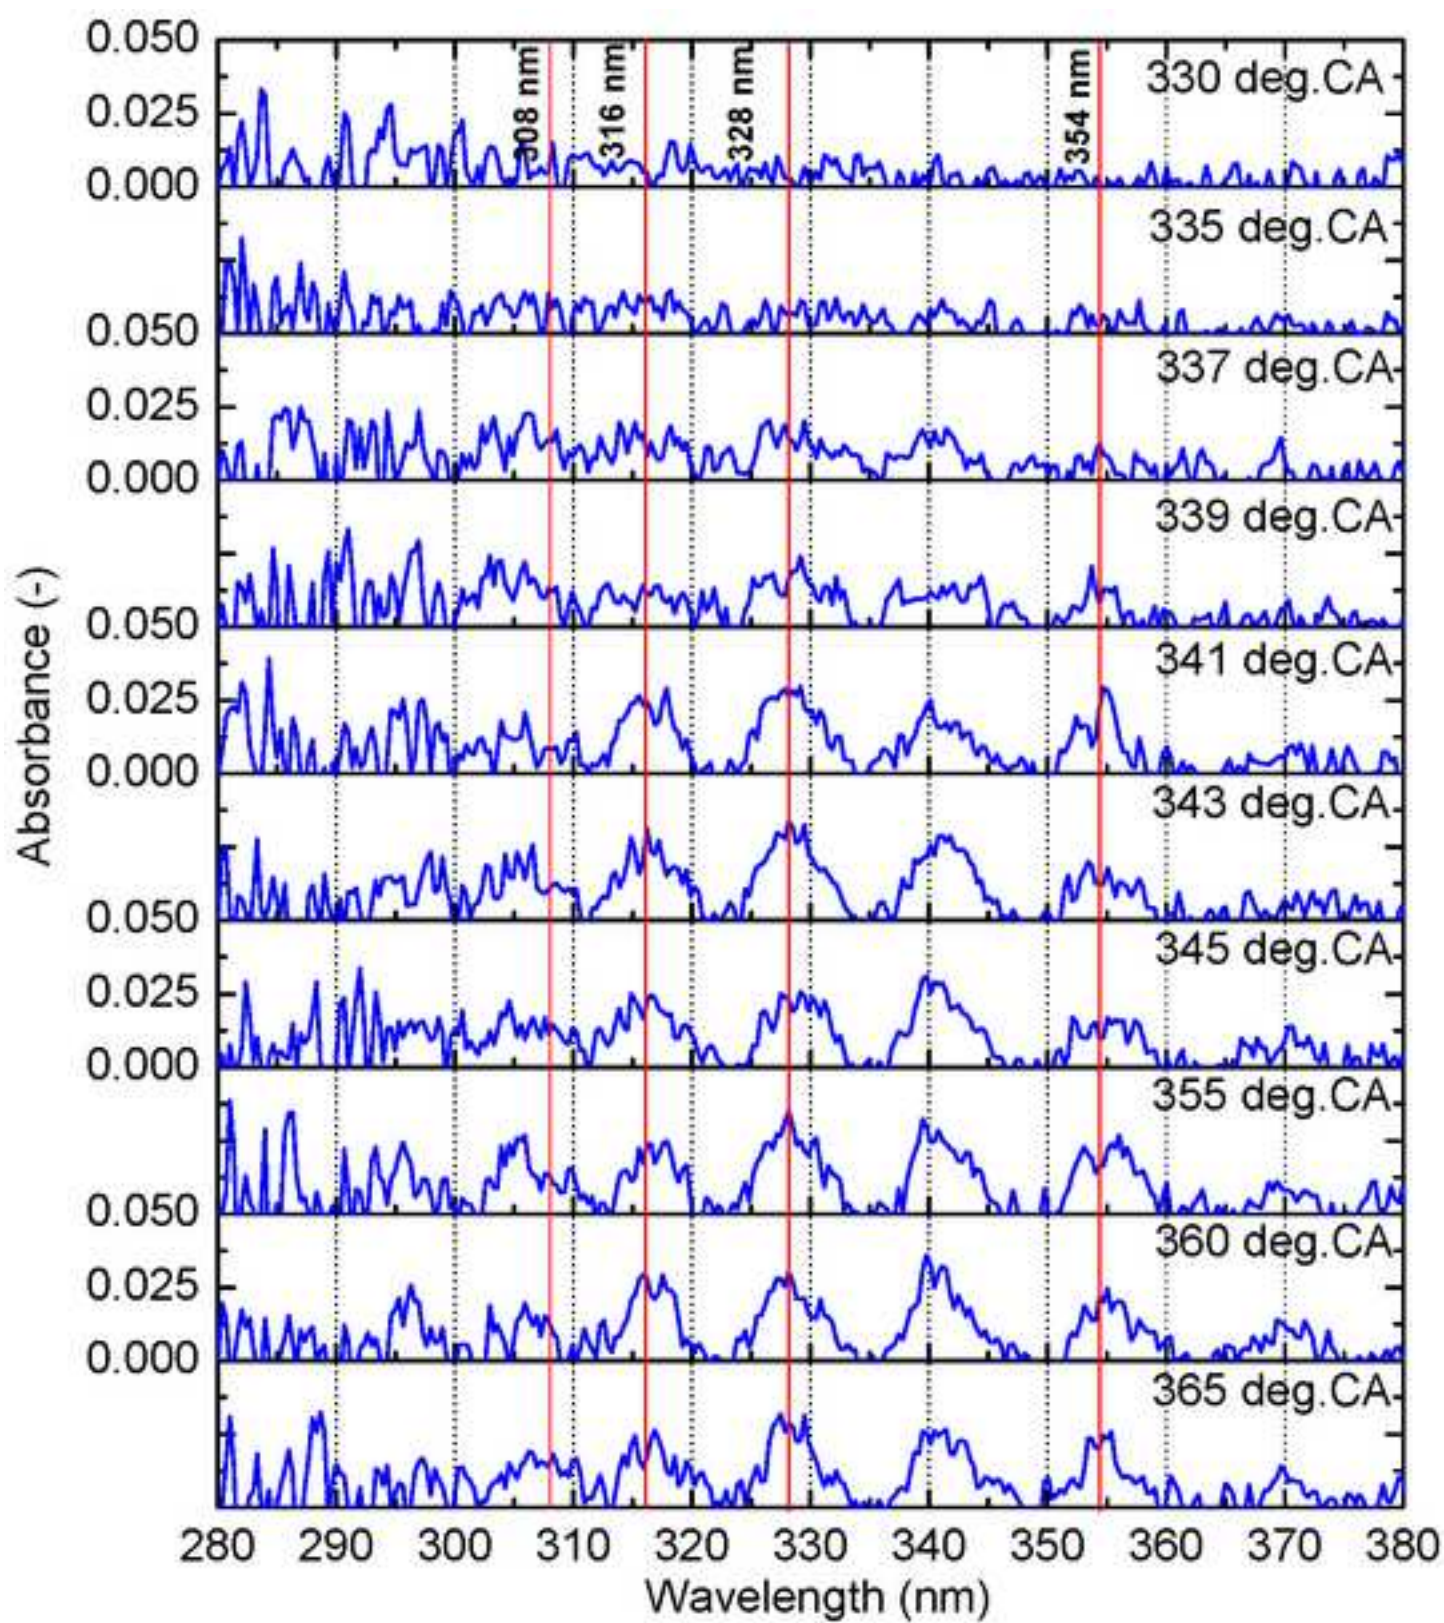 0.050
308 nm
316 nm
328 nm
354 nm
330 deg.CA
0.025
0.000
335 deg.CA
0.050
337 deg.CA
0.025
0.000
339 deg.CA
0.050
341 deg.CA
0.025
0.000
343 deg.CA
0.050
345 deg.CA
0.025
0.000
355 deg.CA
0.050
360 deg.CA
0.025
0.000
365 deg.CA
Absorbance (-)
280 290 300 310 320 330 340 350 360 370 380
Wavelength (nm)